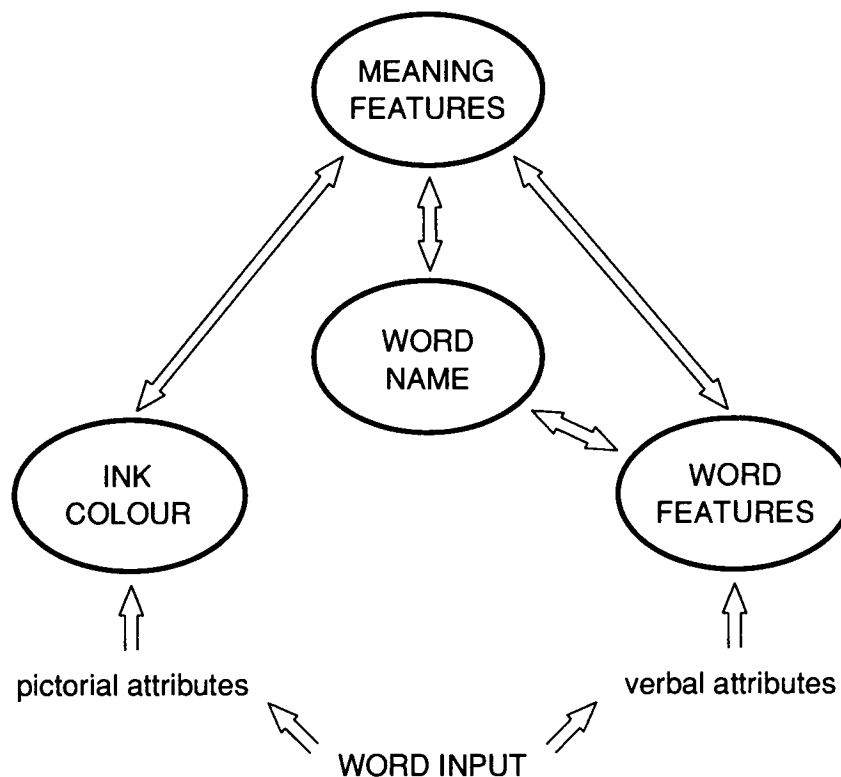 MEANING
FEATURES
WORD
NAME
INK
COLOUR
WORD
FEATURES
pictorial attributes
verbal attributes
WORD INPUT